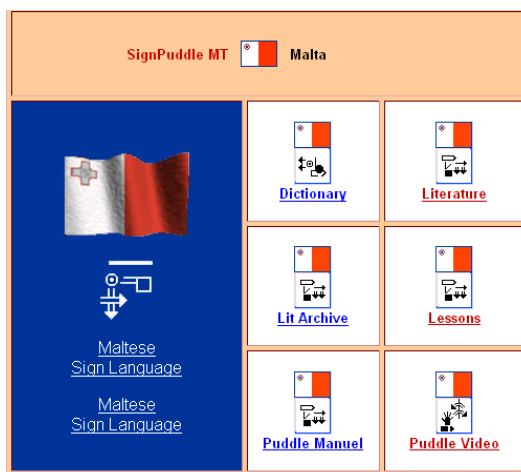 SignPuddle MT Malta
Maltese
Sign Language
Maltese
Sign Language
Dictionary
Literature
Lit Archive
Lessons
Puddle Manuel
Puddle Video